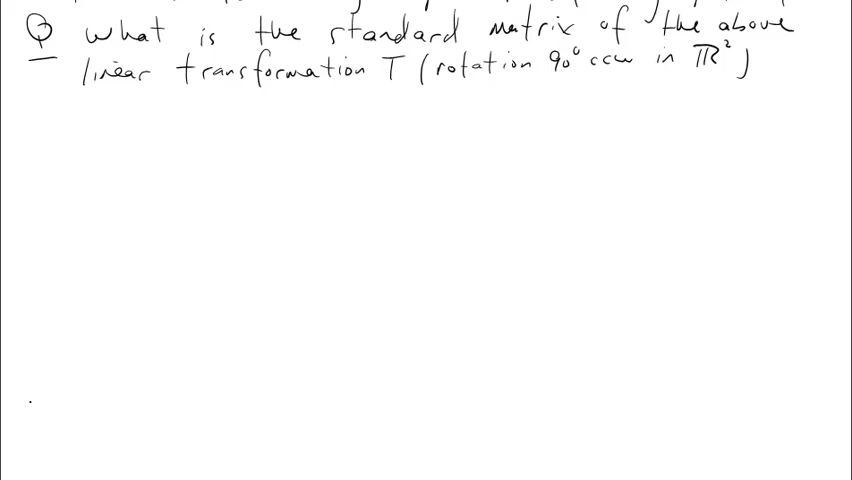 Q What is the standard matrix of the above
linear transformation T (rotation 90° ccw in ℝ²)